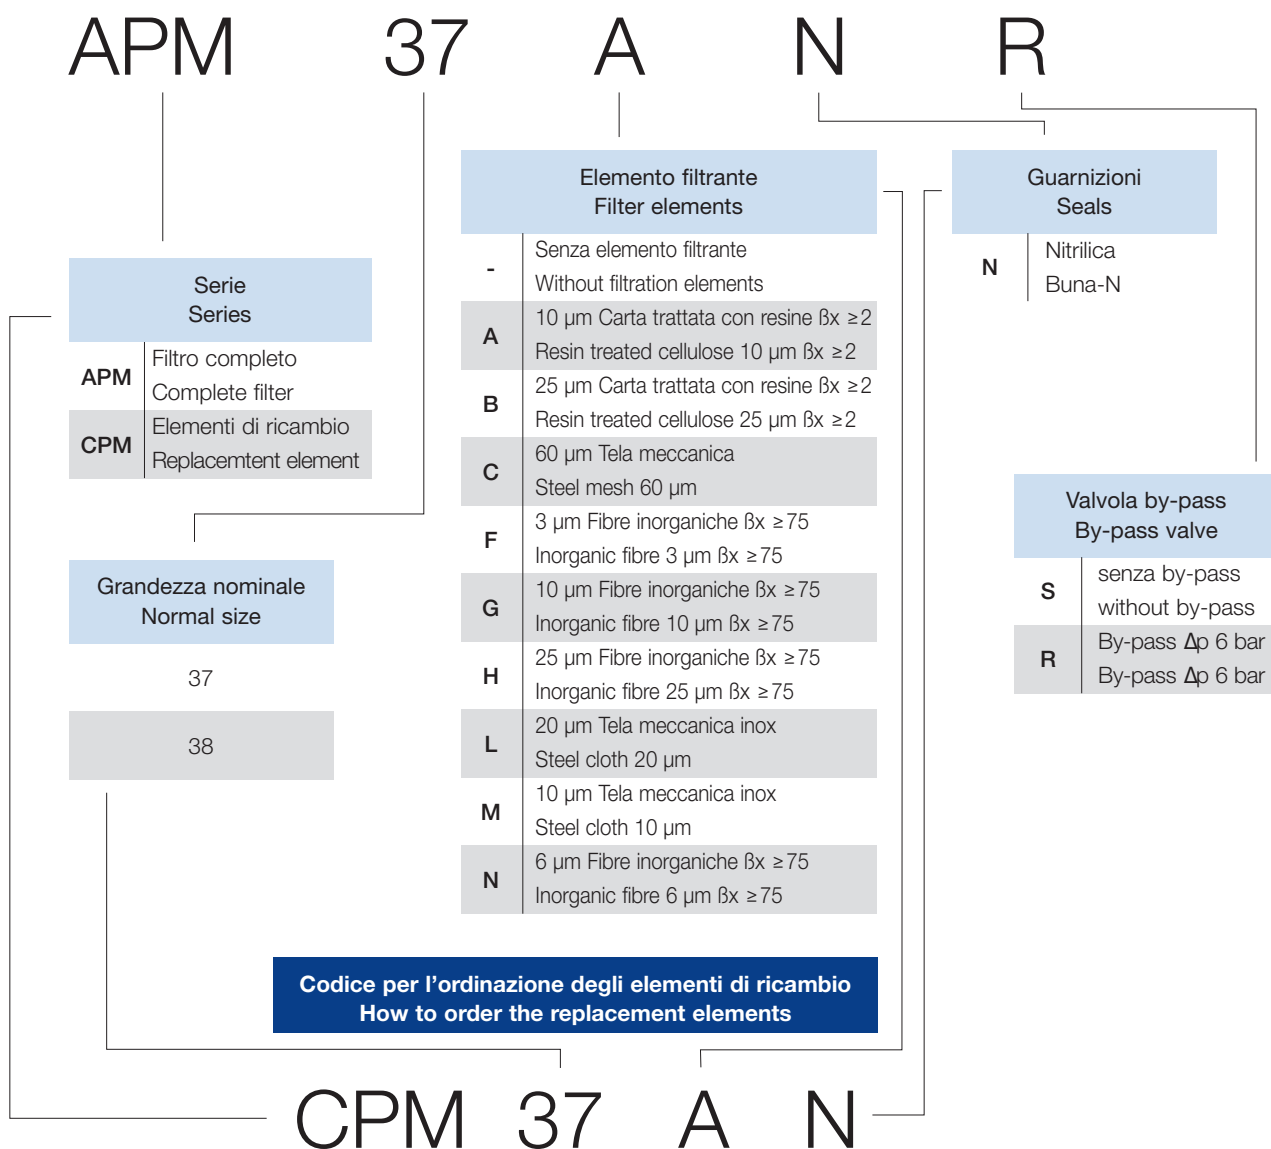 APM 37 A N R
Serie
Series
APM
Filtro completo
Complete filter
CPM
Elementi di ricambio
Replacemtent element
Grandezza nominale
Normal size
37
38
Elemento filtrante
Filter elements
-
Senza elemento filtrante
Without filtration elements
A
10 µm Carta trattata con resine ßx ≥2
Resin treated cellulose 10 µm ßx ≥2
B
25 µm Carta trattata con resine ßx ≥2
Resin treated cellulose 25 µm ßx ≥2
C
60 µm Tela meccanica
Steel mesh 60 µm
F
3 µm Fibre inorganiche ßx ≥75
Inorganic fibre 3 µm ßx ≥75
G
10 µm Fibre inorganiche ßx ≥75
Inorganic fibre 10 µm ßx ≥75
H
25 µm Fibre inorganiche ßx ≥75
Inorganic fibre 25 µm ßx ≥75
L
20 µm Tela meccanica inox
Steel cloth 20 µm
M
10 µm Tela meccanica inox
Steel cloth 10 µm
N
6 µm Fibre inorganiche ßx ≥75
Inorganic fibre 6 µm ßx ≥75
Guarnizioni
Seals
N
Nitrilica
Buna-N
Valvola by-pass
By-pass valve
S
senza by-pass
without by-pass
R
By-pass Δp 6 bar
By-pass Δp 6 bar
Codice per l'ordinazione degli elementi di ricambio
How to order the replacement elements
CPM 37 A N